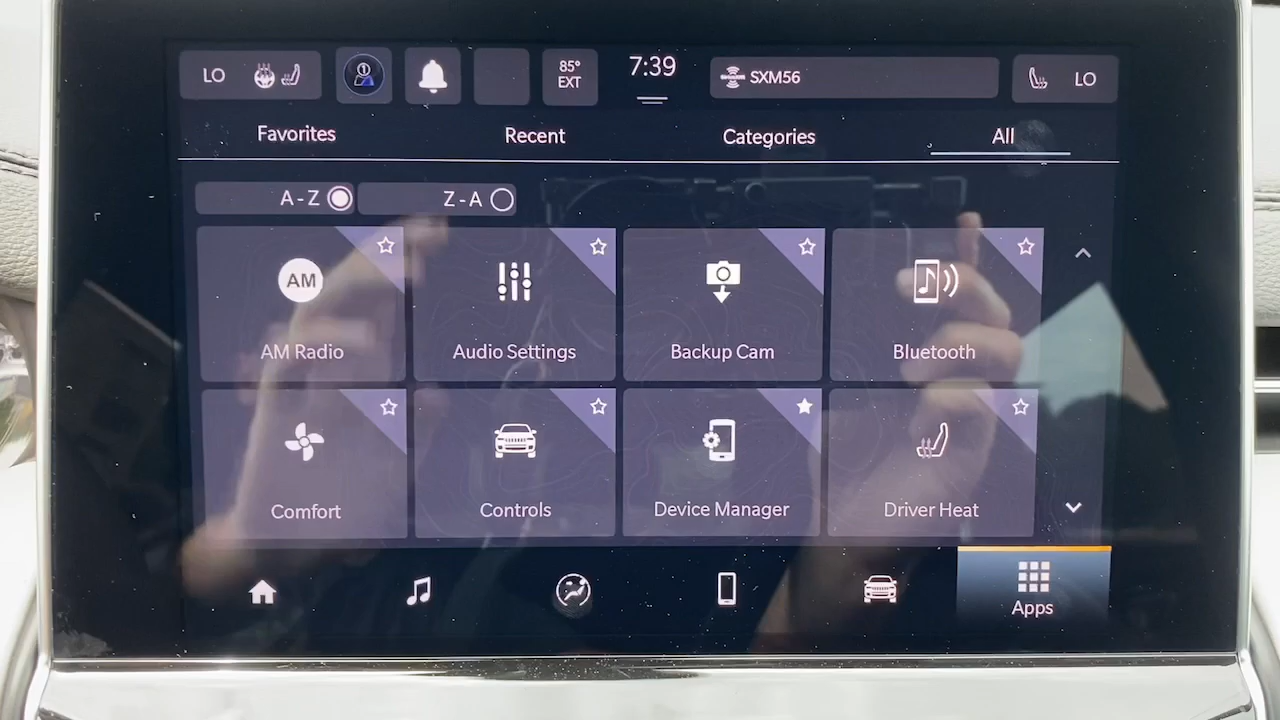 LO
85°
EXT
7:39
SXM56
LO
Favorites
Recent
Categories
All
A - Z
Z - A
AM
AM Radio
Audio Settings
Backup Cam
Bluetooth
Comfort
Controls
Device Manager
Driver Heat
Apps